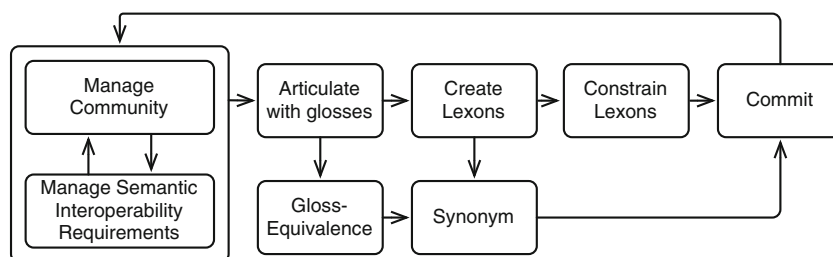 Manage
Community
Manage Semantic
Interoperability
Requirements
Articulate
with glosses
Create
Lexons
Constrain
Lexons
Commit
Gloss-
Equivalence
Synonym